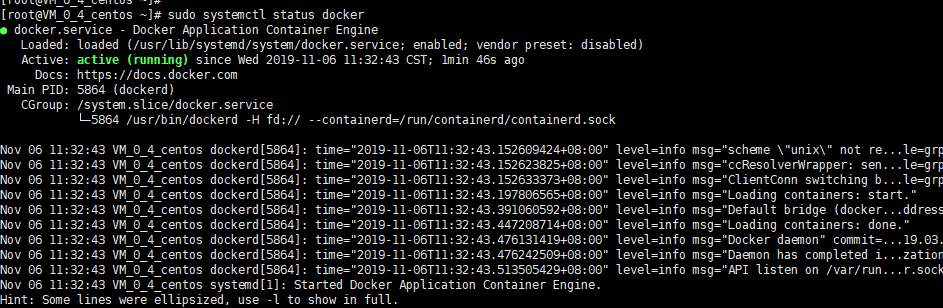 [root@VM_0_4_centos ~]#
[root@VM_0_4_centos ~]# sudo systemctl status docker
● docker.service - Docker Application Container Engine
   Loaded: loaded (/usr/lib/systemd/system/docker.service; enabled; vendor preset: disabled)
   Active: active (running) since Wed 2019-11-06 11:32:43 CST; 1min 46s ago
     Docs: https://docs.docker.com
 Main PID: 5864 (dockerd)
   CGroup: /system.slice/docker.service
           └─5864 /usr/bin/dockerd -H fd:// --containerd=/run/containerd/containerd.sock
Nov 06 11:32:43 VM_0_4_centos dockerd[5864]: time="2019-11-06T11:32:43.152609424+08:00" level=info msg="scheme \"unix\" not re...le=grp
Nov 06 11:32:43 VM_0_4_centos dockerd[5864]: time="2019-11-06T11:32:43.152623825+08:00" level=info msg="ccResolverWrapper: sen...le=grp
Nov 06 11:32:43 VM_0_4_centos dockerd[5864]: time="2019-11-06T11:32:43.152633373+08:00" level=info msg="ClientConn switching b...le=grp
Nov 06 11:32:43 VM_0_4_centos dockerd[5864]: time="2019-11-06T11:32:43.197806565+08:00" level=info msg="Loading containers: start."
Nov 06 11:32:43 VM_0_4_centos dockerd[5864]: time="2019-11-06T11:32:43.391060592+08:00" level=info msg="Default bridge (docker...ddress
Nov 06 11:32:43 VM_0_4_centos dockerd[5864]: time="2019-11-06T11:32:43.447208714+08:00" level=info msg="Loading containers: done."
Nov 06 11:32:43 VM_0_4_centos dockerd[5864]: time="2019-11-06T11:32:43.476131419+08:00" level=info msg="Docker daemon" commit=...19.03.
Nov 06 11:32:43 VM_0_4_centos dockerd[5864]: time="2019-11-06T11:32:43.476242509+08:00" level=info msg="Daemon has completed i...zation
Nov 06 11:32:43 VM_0_4_centos dockerd[5864]: time="2019-11-06T11:32:43.513505429+08:00" level=info msg="API listen on /var/run...r.sock
Nov 06 11:32:43 VM_0_4_centos systemd[1]: Started Docker Application Container Engine.
Hint: Some lines were ellipsized, use -l to show in full.